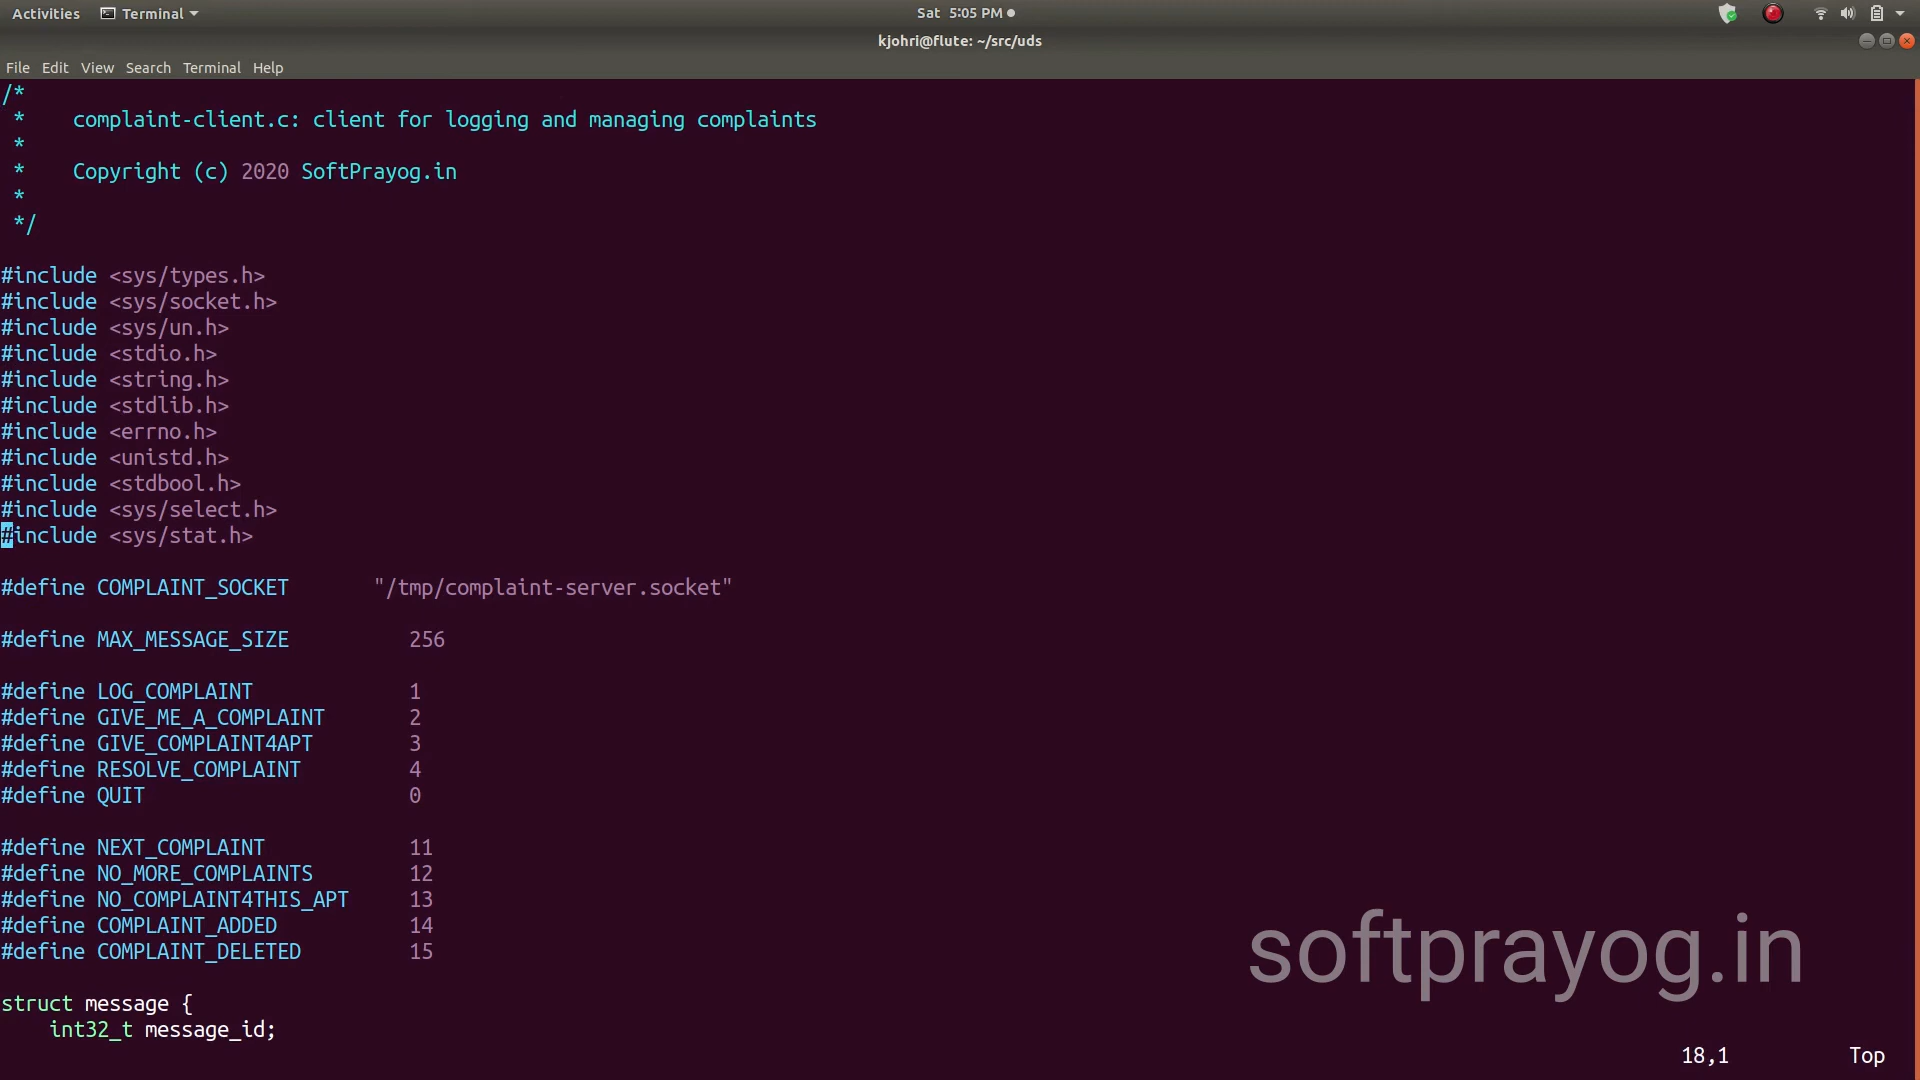 Activities Terminal Sat 5:05 PM
kjohri@flute: ~/src/uds
File Edit View Search Terminal Help
/*
 *    complaint-client.c: client for logging and managing complaints
 *
 *    Copyright (c) 2020 SoftPrayog.in
 *
 */
#include <sys/types.h>
#include <sys/socket.h>
#include <sys/un.h>
#include <stdio.h>
#include <string.h>
#include <stdlib.h>
#include <errno.h>
#include <unistd.h>
#include <stdbool.h>
#include <sys/select.h>
#include <sys/stat.h>
#define COMPLAINT_SOCKET       "/tmp/complaint-server.socket"
#define MAX_MESSAGE_SIZE          256
#define LOG_COMPLAINT             1
#define GIVE_ME_A_COMPLAINT       2
#define GIVE_COMPLAINT4APT        3
#define RESOLVE_COMPLAINT         4
#define QUIT                      0
#define NEXT_COMPLAINT            11
#define NO_MORE_COMPLAINTS        12
#define NO_COMPLAINT4THIS_APT     13
#define COMPLAINT_ADDED           14
#define COMPLAINT_DELETED         15
softprayog.in
struct message {
    int32_t message_id;
18,1 Top